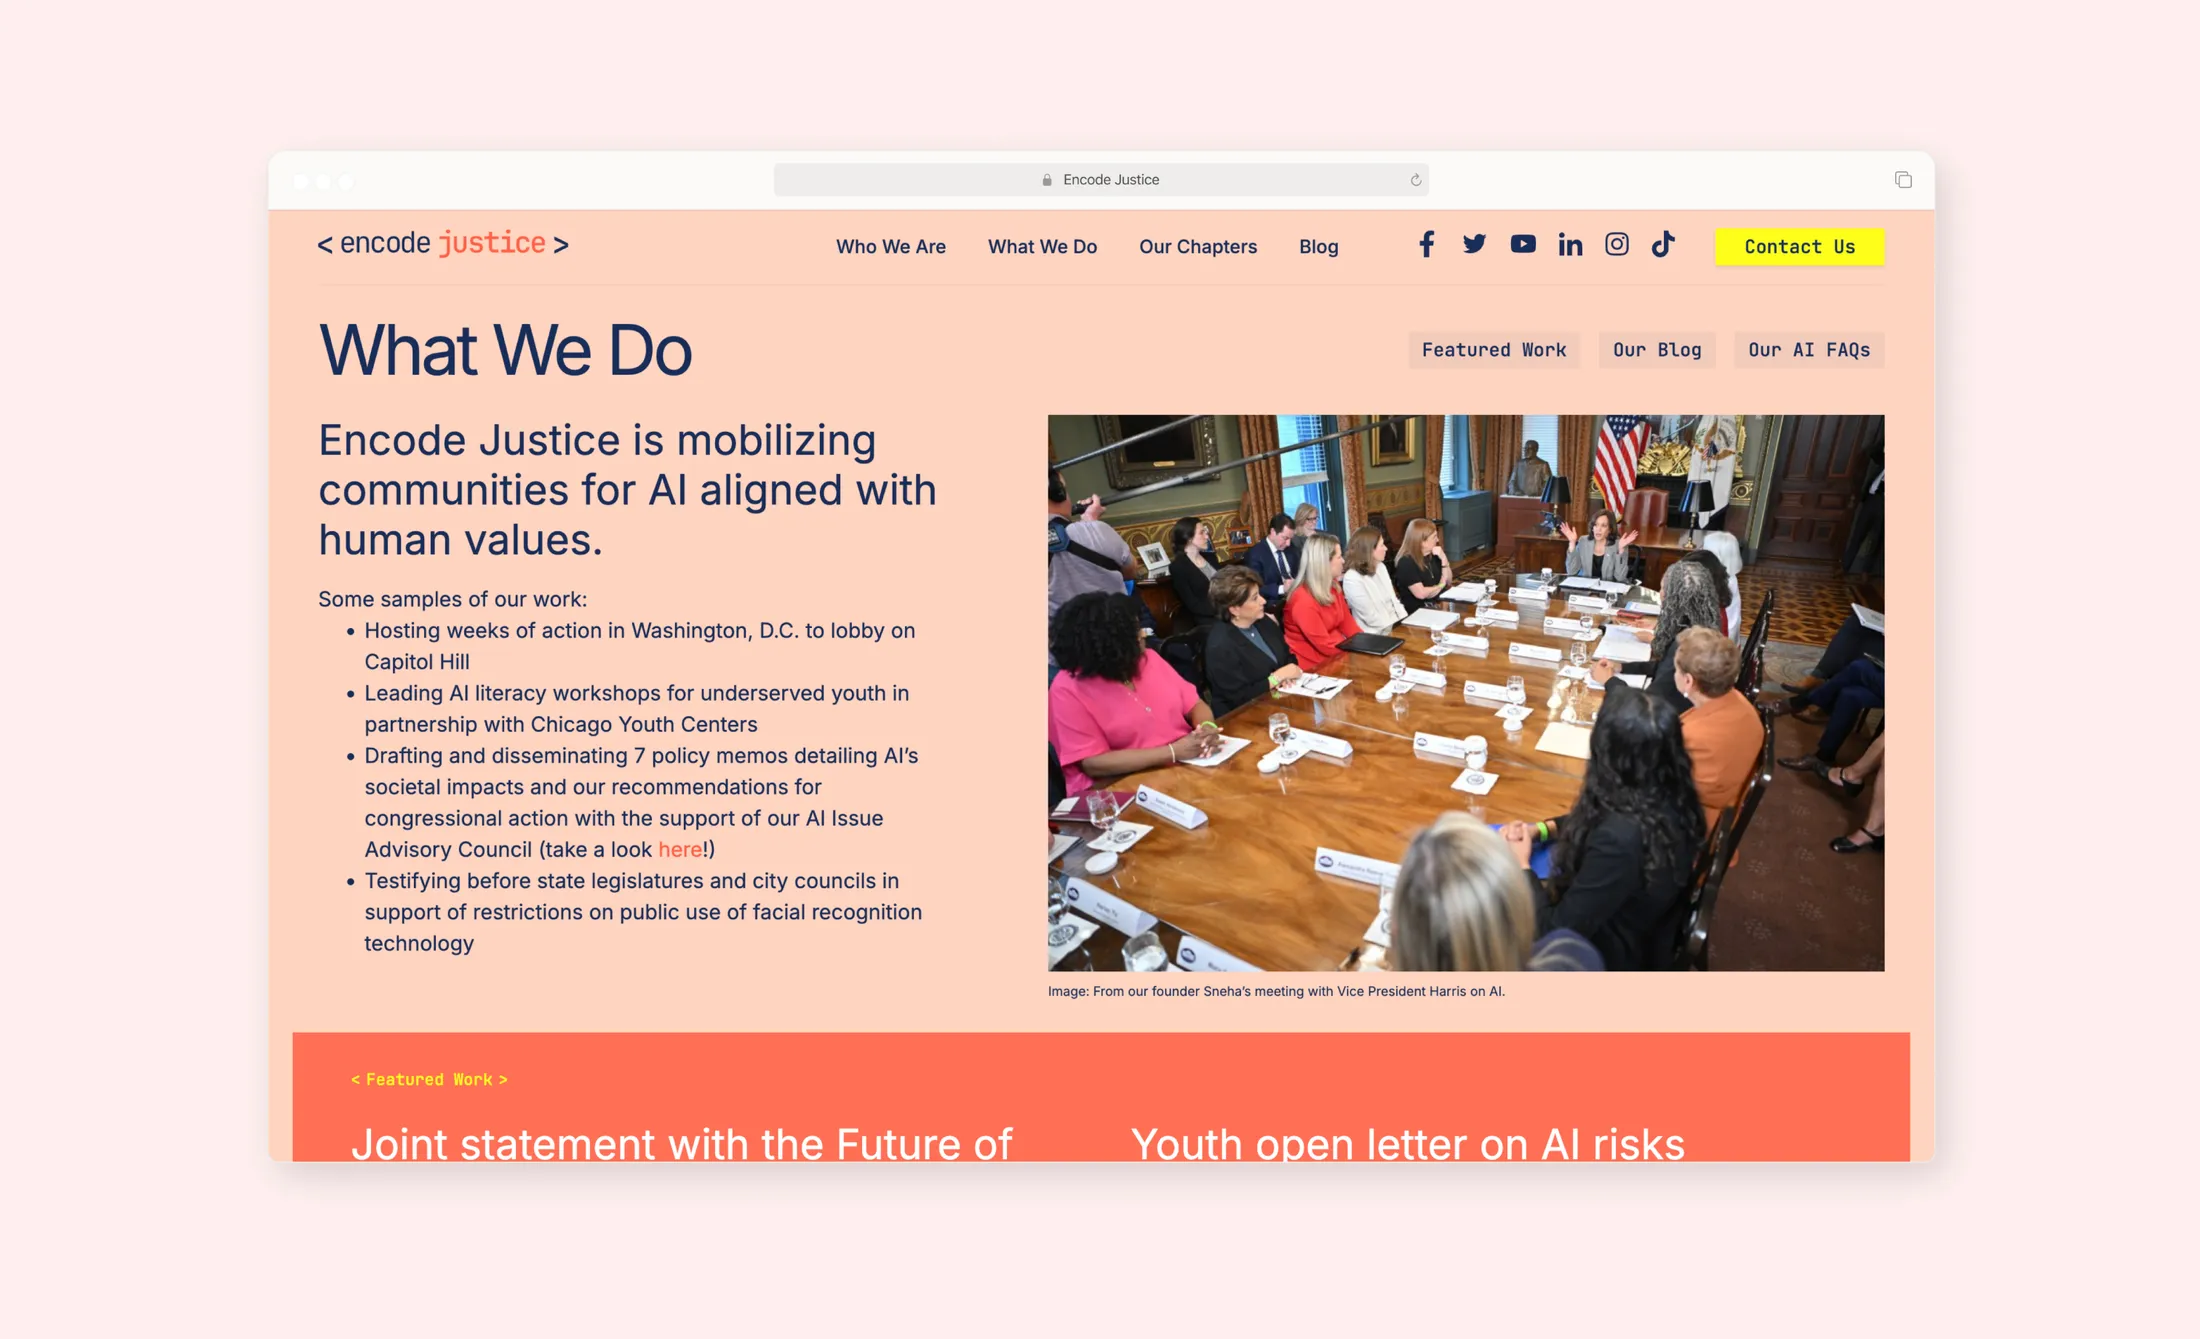 Encode Justice
< encode justice >
Who We Are
What We Do
Our Chapters
Blog
Contact Us
What We Do
Featured Work
Our Blog
Our AI FAQs
Encode Justice is mobilizing
communities for AI aligned with
human values.
Some samples of our work:
• Hosting weeks of action in Washington, D.C. to lobby on
Capitol Hill
• Leading AI literacy workshops for underserved youth in
partnership with Chicago Youth Centers
• Drafting and disseminating 7 policy memos detailing AI’s
societal impacts and our recommendations for
congressional action with the support of our AI Issue
Advisory Council (take a look here!)
• Testifying before state legislatures and city councils in
support of restrictions on public use of facial recognition
technology
Image: From our founder Sneha’s meeting with Vice President Harris on AI.
< Featured Work >
Joint statement with the Future of
Youth open letter on AI risks